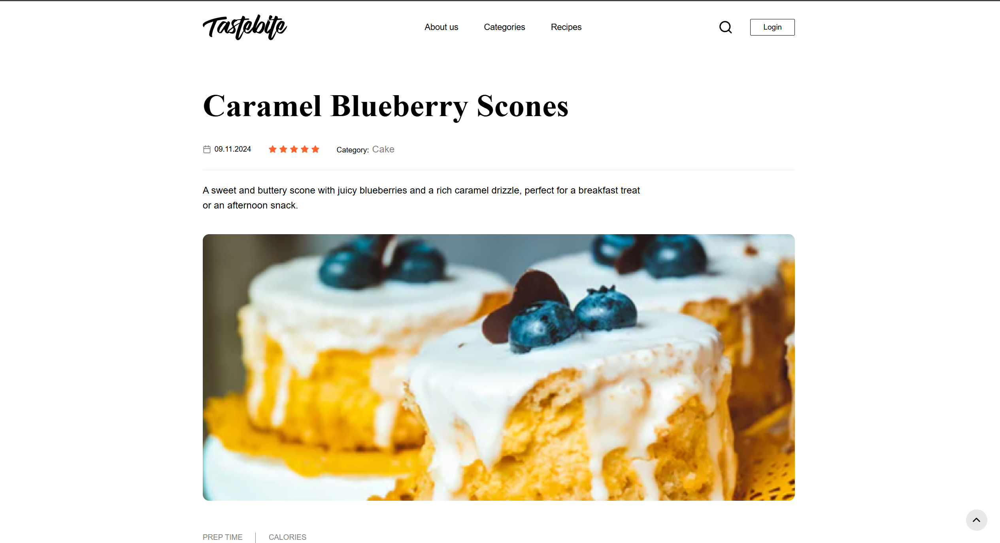 Tastebite
About us
Categories
Recipes
Login
Caramel Blueberry Scones
09.11.2024
Category: Cake
A sweet and buttery scone with juicy blueberries and a rich caramel drizzle, perfect for a breakfast treat
or an afternoon snack.
PREP TIME
CALORIES